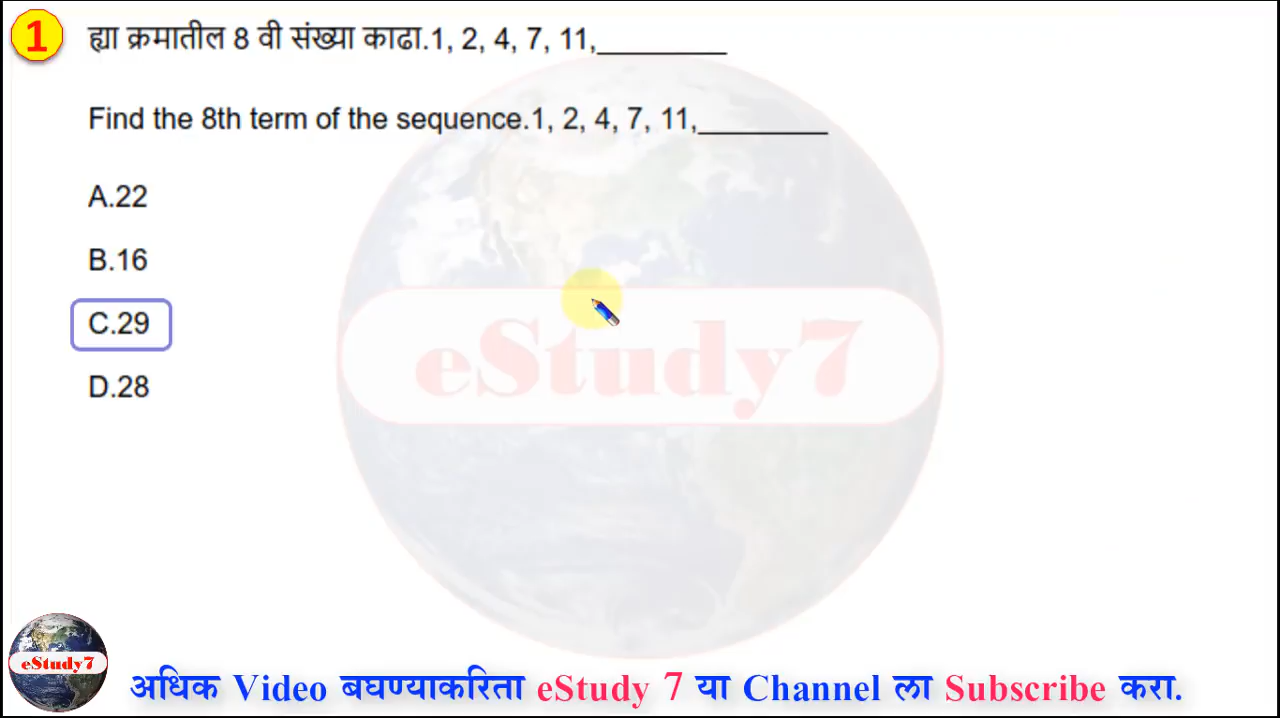 1
ह्या क्रमातील 8 वी संख्या काढा.1, 2, 4, 7, 11,________
Find the 8th term of the sequence.1, 2, 4, 7, 11,________
A.22
B.16
C.29
D.28
eStudy7
eStudy7
अधिक Video बघण्याकरिता eStudy 7 या Channel ला Subscribe करा.